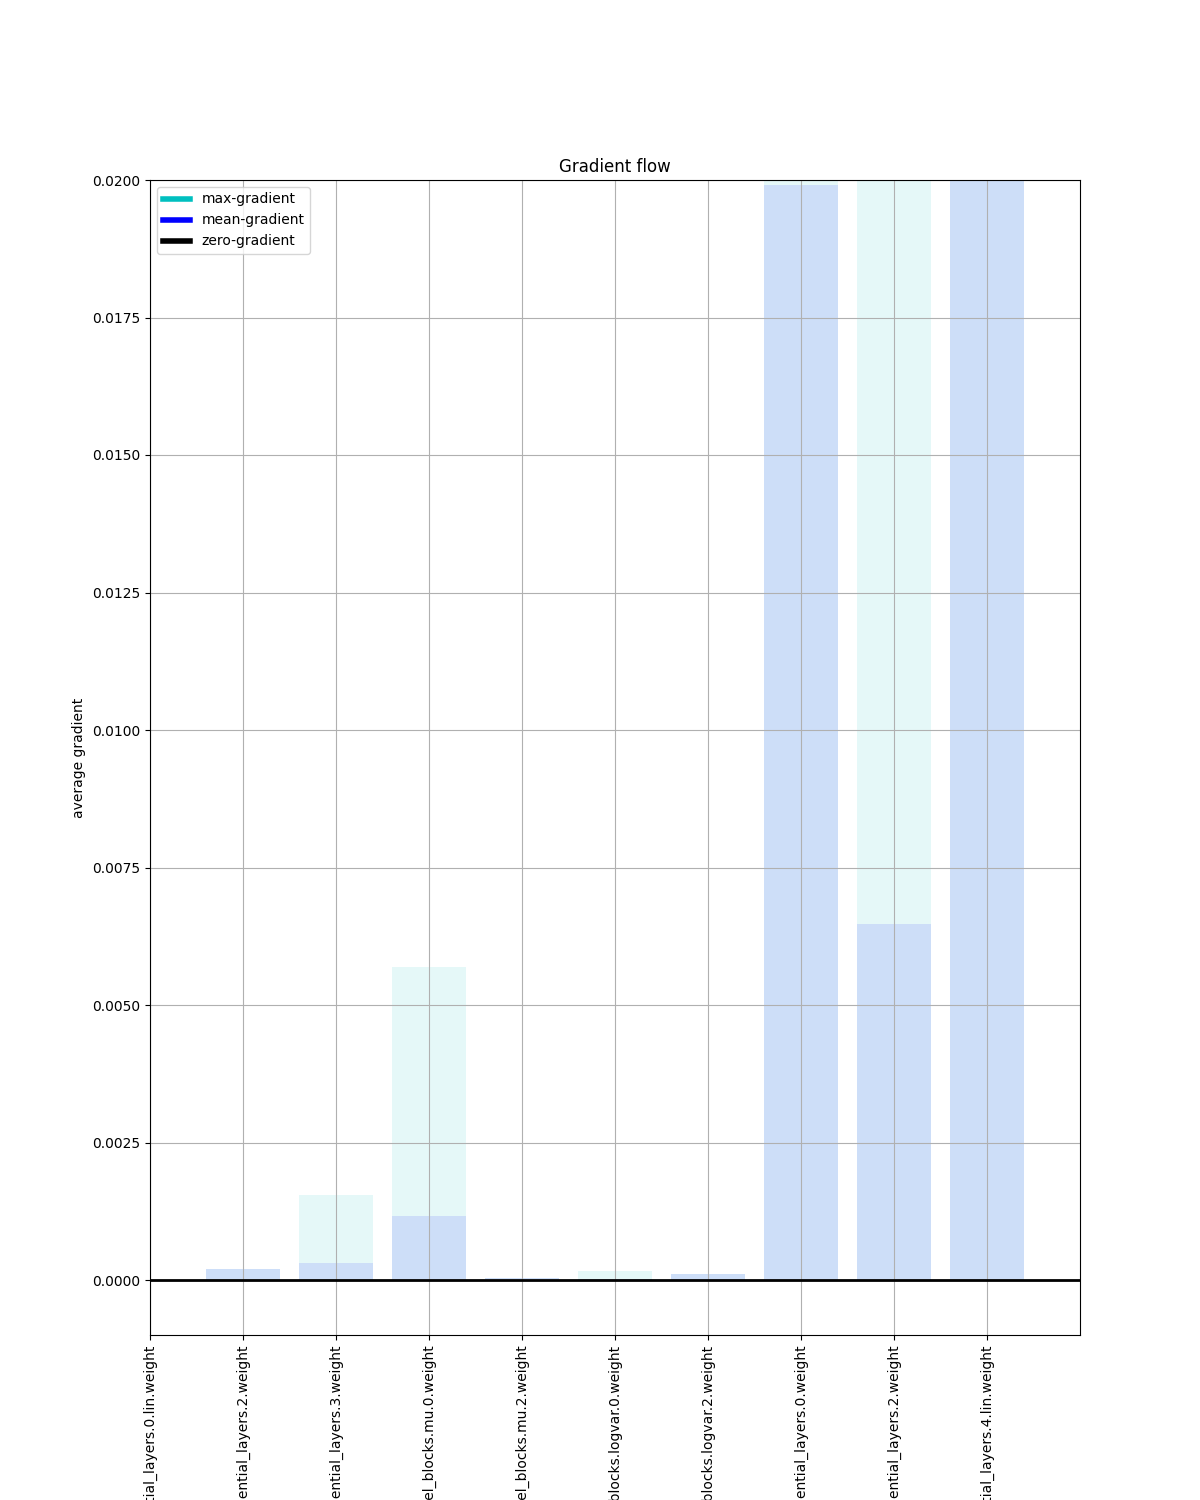 Gradient flow
max-gradient
mean-gradient
zero-gradient
0.0200
0.0175
0.0150
0.0125
0.0100
0.0075
0.0050
0.0025
0.0000
average gradient
tial_layers.0.lin.weight
ential_layers.2.weight
ential_layers.3.weight
el_blocks.mu.0.weight
el_blocks.mu.2.weight
blocks.logvar.0.weight
blocks.logvar.2.weight
ential_layers.0.weight
ential_layers.2.weight
tial_layers.4.lin.weight